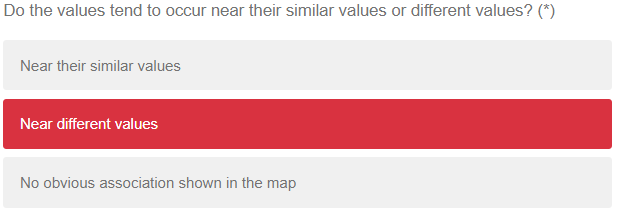 Do the values tend to occur near their similar values or different values? (*)
Near their similar values
Near different values
No obvious association shown in the map